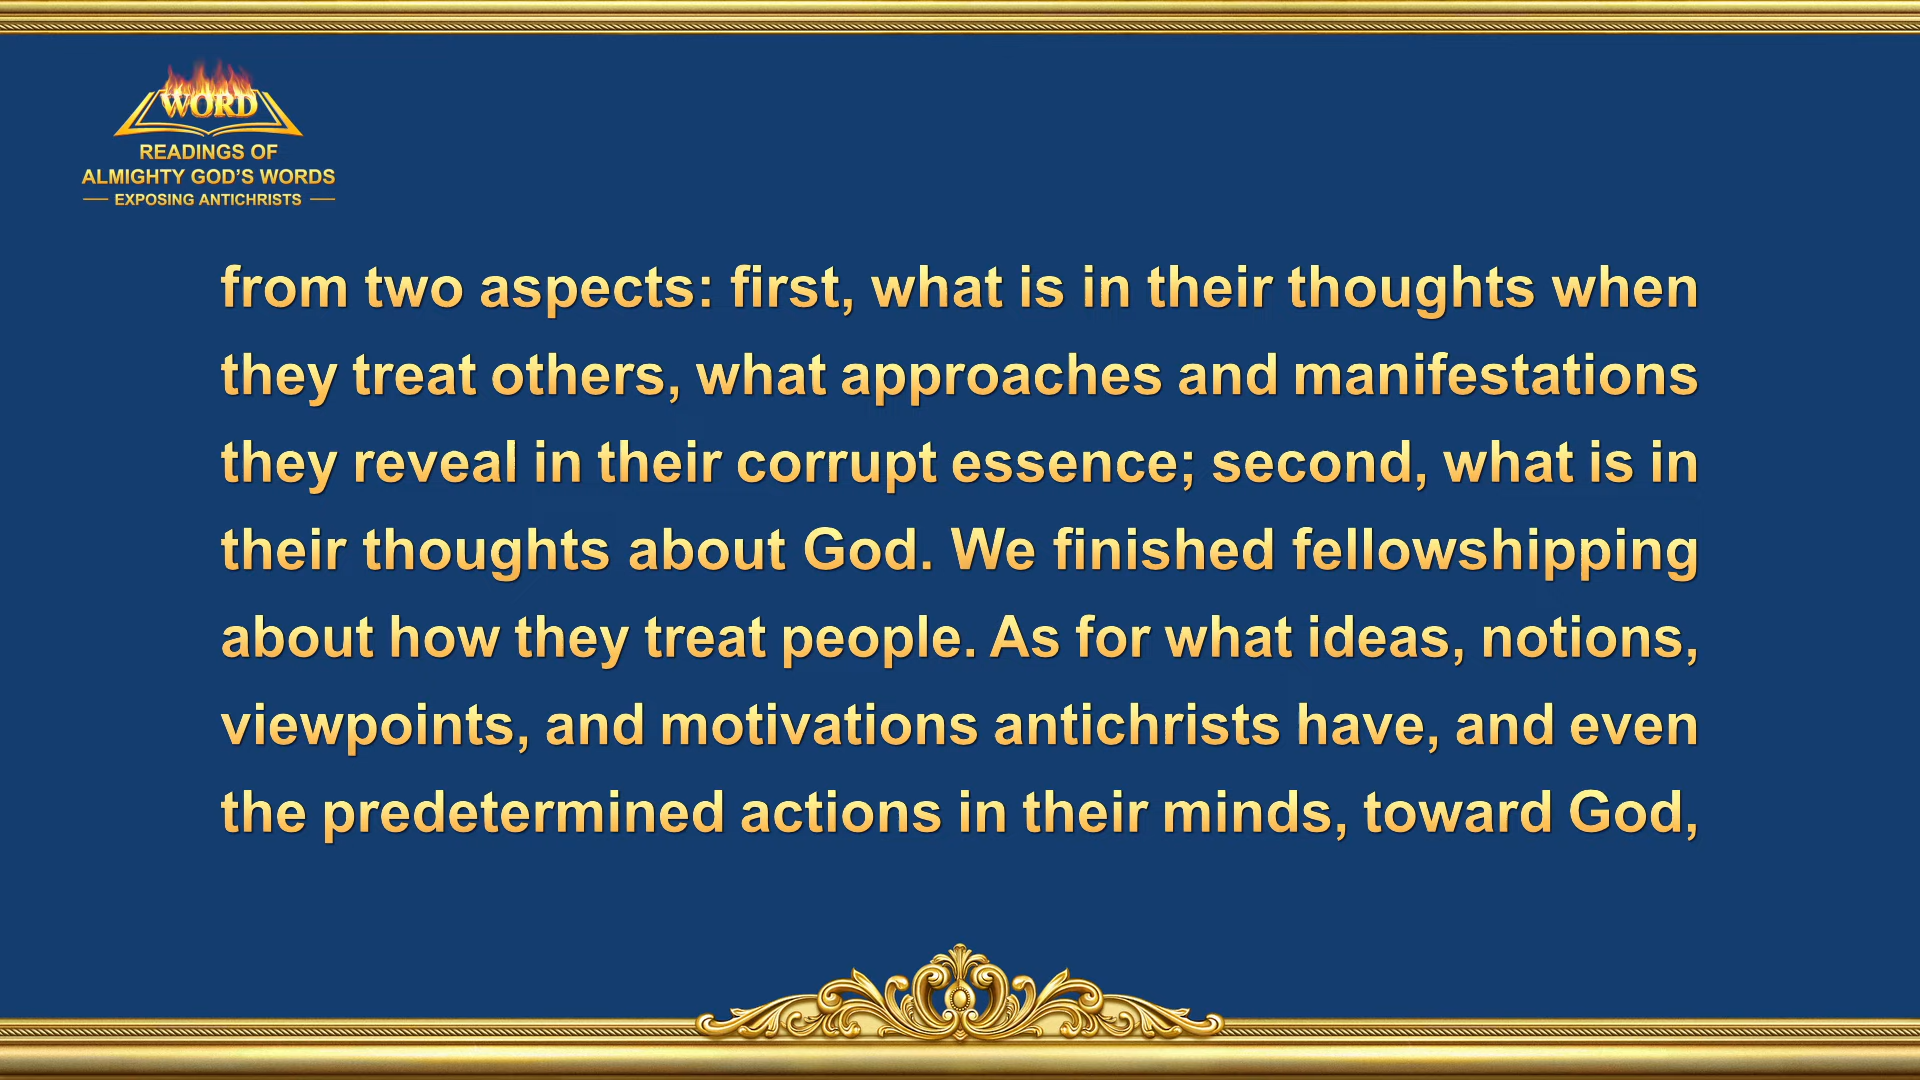 WORD
READINGS OF
ALMIGHTY GOD'S WORDS
EXPOSING ANTICHRISTS
from two aspects: first, what is in their thoughts when
they treat others, what approaches and manifestations
they reveal in their corrupt essence; second, what is in
their thoughts about God. We finished fellowshipping
about how they treat people. As for what ideas, notions,
viewpoints, and motivations antichrists have, and even
the predetermined actions in their minds, toward God,